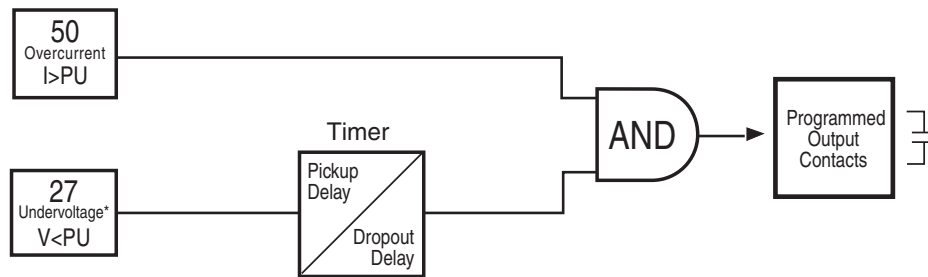 50
Overcurrent
I>PU
27
Undervoltage*
V<PU
Timer
Pickup
Delay
Dropout
Delay
AND
Programmed
Output
Contacts